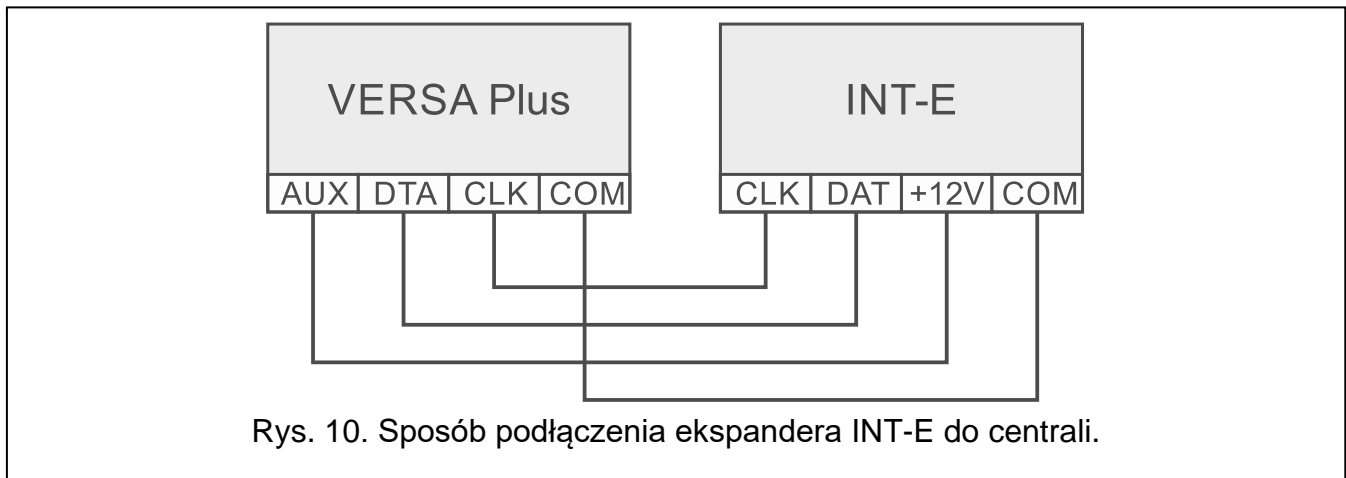 VERSA Plus
INT-E
AUX DTA CLK COM
CLK DAT +12V COM
Rys. 10. Sposób podłączenia ekspandera INT-E do centrali.